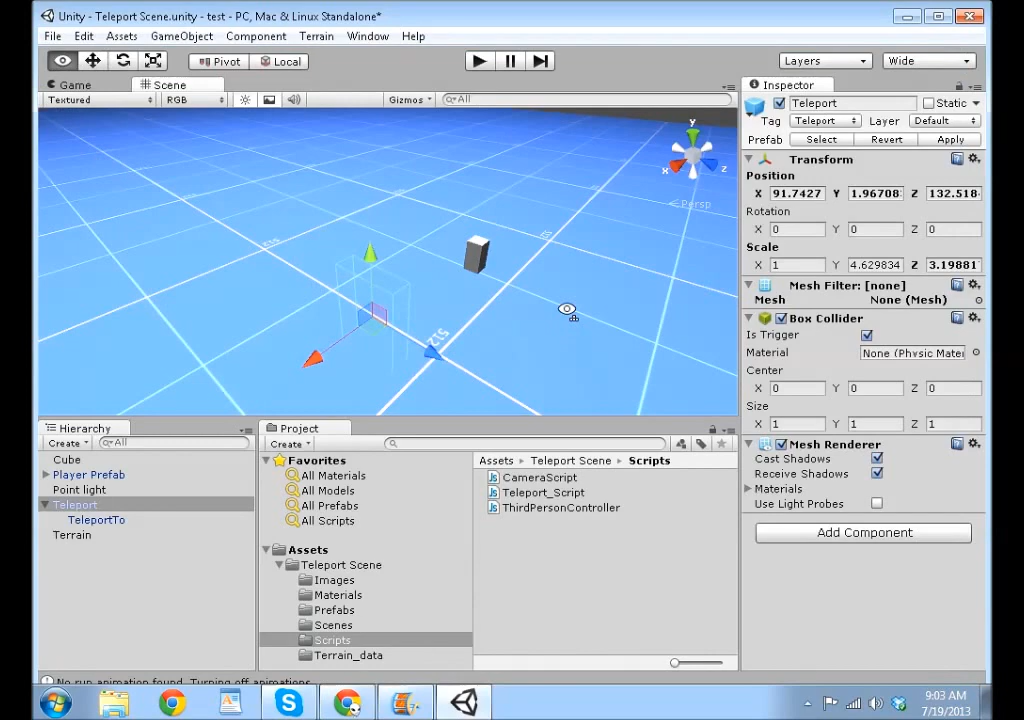 Unity - Teleport Scene.unity - test - PC, Mac & Linux Standalone*
File Edit Assets GameObject Component Terrain Window Help
Pivot Local Layers Wide
Game Scene Inspector
Textured RGB Gizmos All
Teleport Static
Tag Teleport Layer Default
Prefab Select Revert Apply
Transform
Position
X 91.7427 Y 1.96708 Z 132.518
Rotation
X 0 Y 0 Z 0
Scale
X 1 Y 4.629834 Z 3.19881
Mesh Filter: [none]
Mesh None (Mesh)
Box Collider
Is Trigger
Material None (Physic Mater
Center
X 0 Y 0 Z 0
Size
X 1 Y 1 Z 1
Mesh Renderer
Cast Shadows
Receive Shadows
Materials
Use Light Probes
Add Component
y
x z
Persp
512
Hierarchy
Create All
Cube
Player Prefab
Point light
Teleport
TeleportTo
Terrain
Project
Create
Favorites
All Materials
All Models
All Prefabs
All Scripts
Assets
Teleport Scene
Images
Materials
Prefabs
Scenes
Scripts
Terrain_data
Assets Teleport Scene Scripts
CameraScript
Teleport_Script
ThirdPersonController
No run animation found. Turning off animations.
9:03 AM
7/19/2013